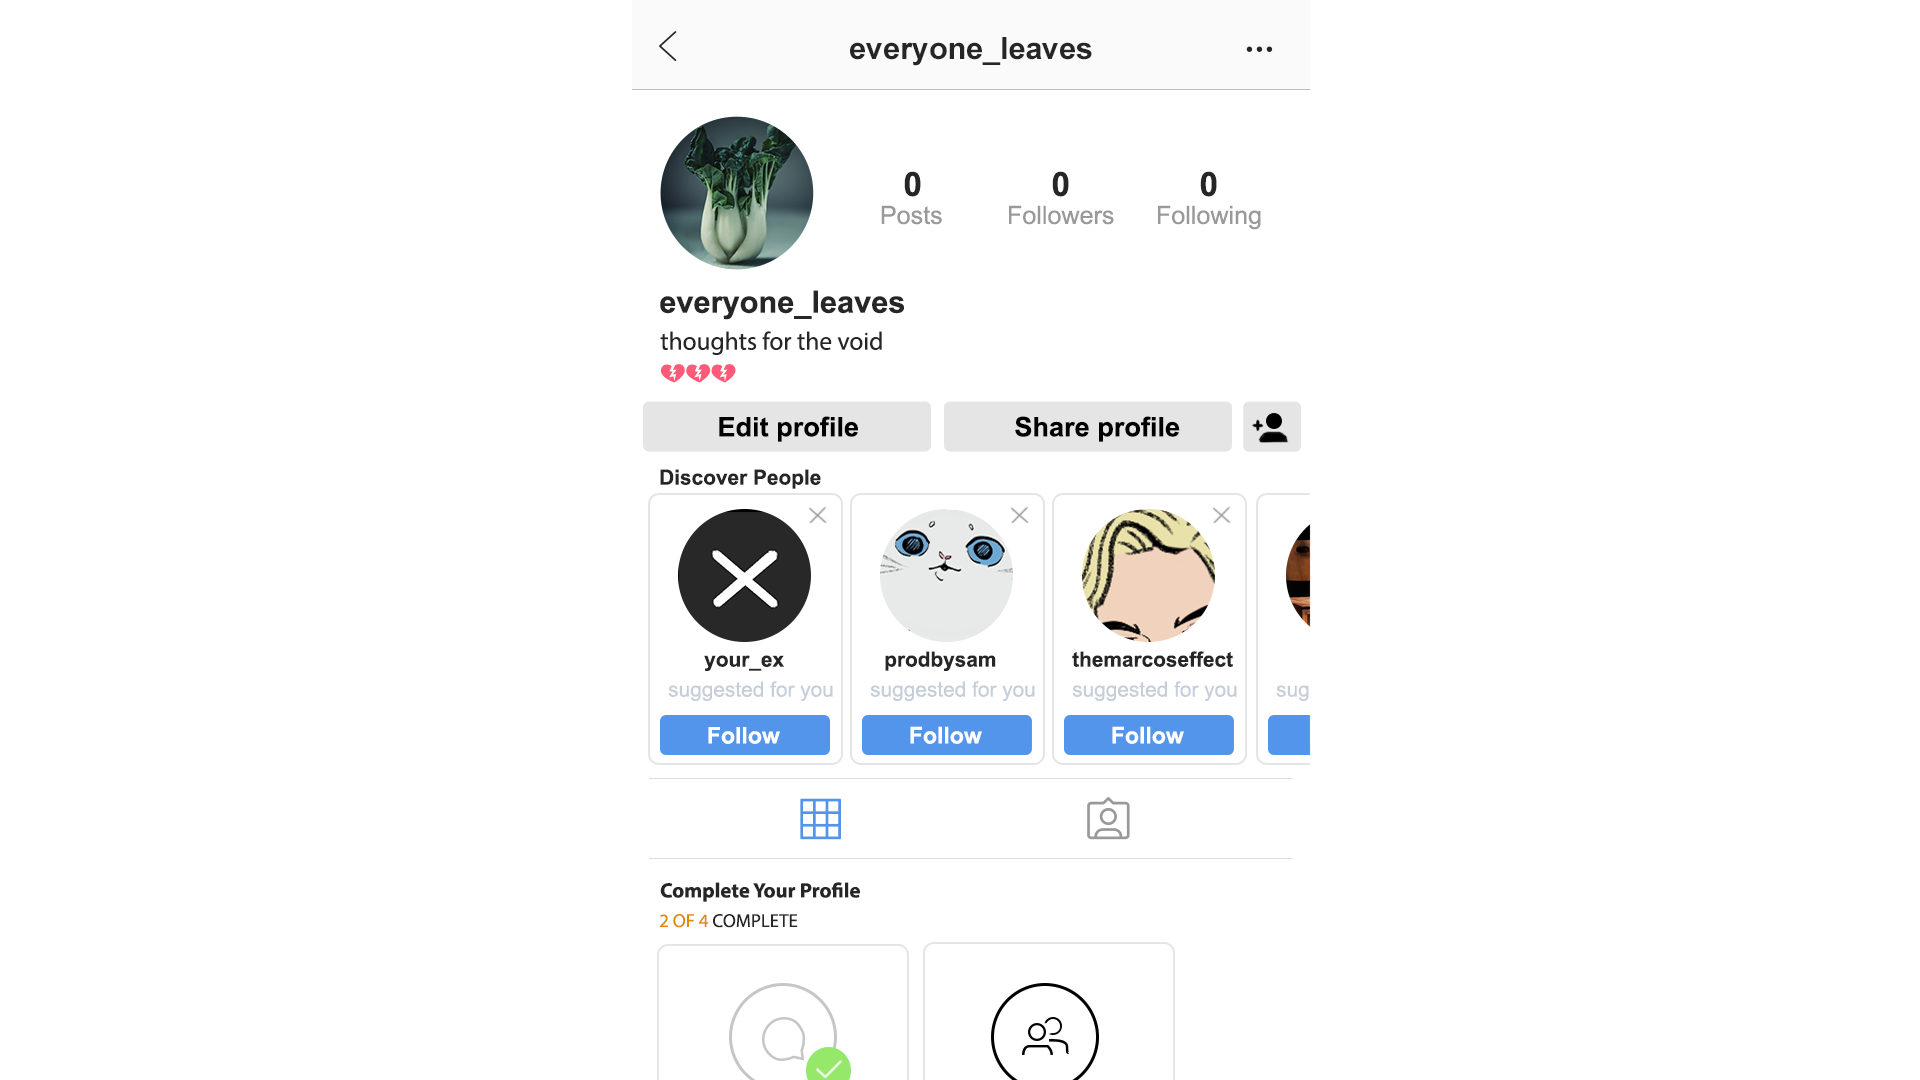 everyone_leaves
0 0 0
Posts Followers Following
everyone_leaves
thoughts for the void
💔💔💔
Edit profile Share profile
Discover People
your_ex prodbysam themarcoseffect
suggested for you suggested for you suggested for you sug
Follow Follow Follow
Complete Your Profile
2 OF 4 COMPLETE